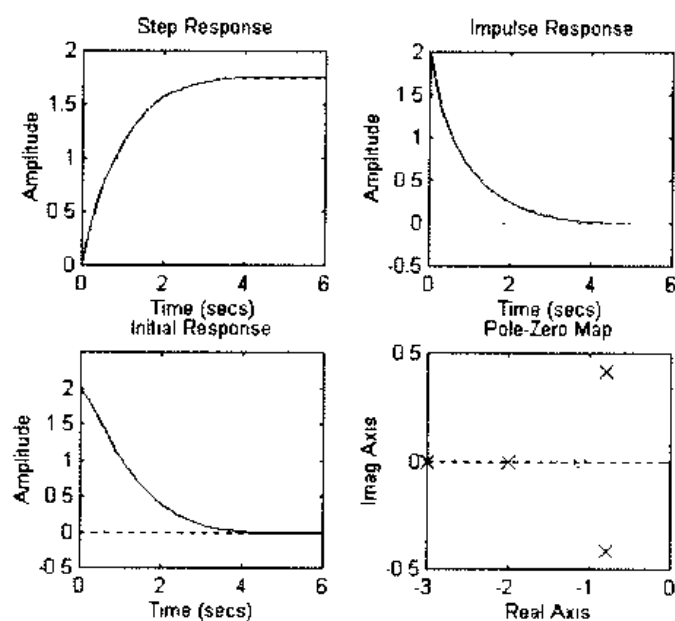 Step Response
2
1.5
1
0.5
0
0 2 4 6
Amplitude
Time (secs)
Impulse Response
2
1.5
1
0.5
0
-0.5
0 2 4 6
Amplitude
Time (secs)
Initial Response
2
1.5
1
0.5
0
-0.5
0 2 4 6
Amplitude
Time (secs)
Pole-Zero Map
0.5
0
-0.5
-3 -2 -1 0
Imag Axis
Real Axis